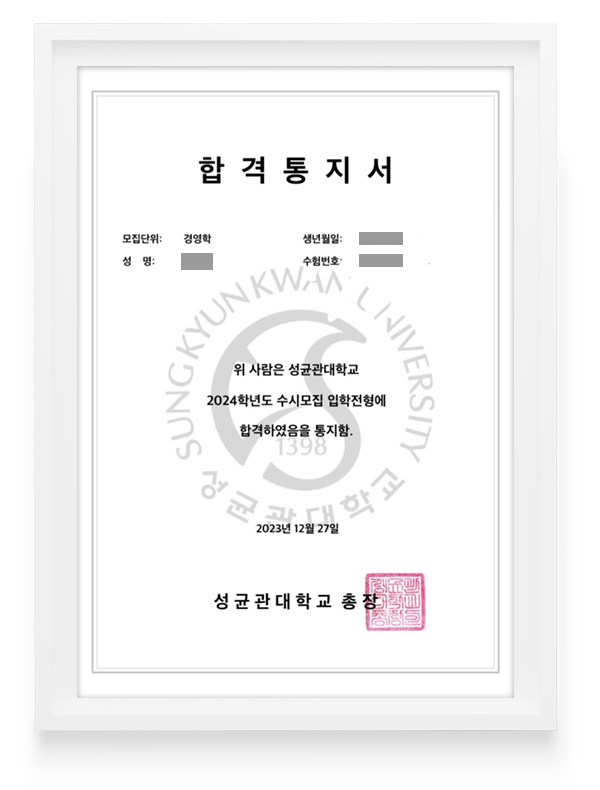 합격통지서
모집단위: 경영학 생년월일:
성 명: 수험번호:
SUNGKYUNKWAN UNIVERSITY
위 사람은 성균관대학교
2024학년도 수시모집 입학전형에
합격하였음을 통지함.
1398
성균관대학교
2023년 12월 27일
성균관대학교 총장